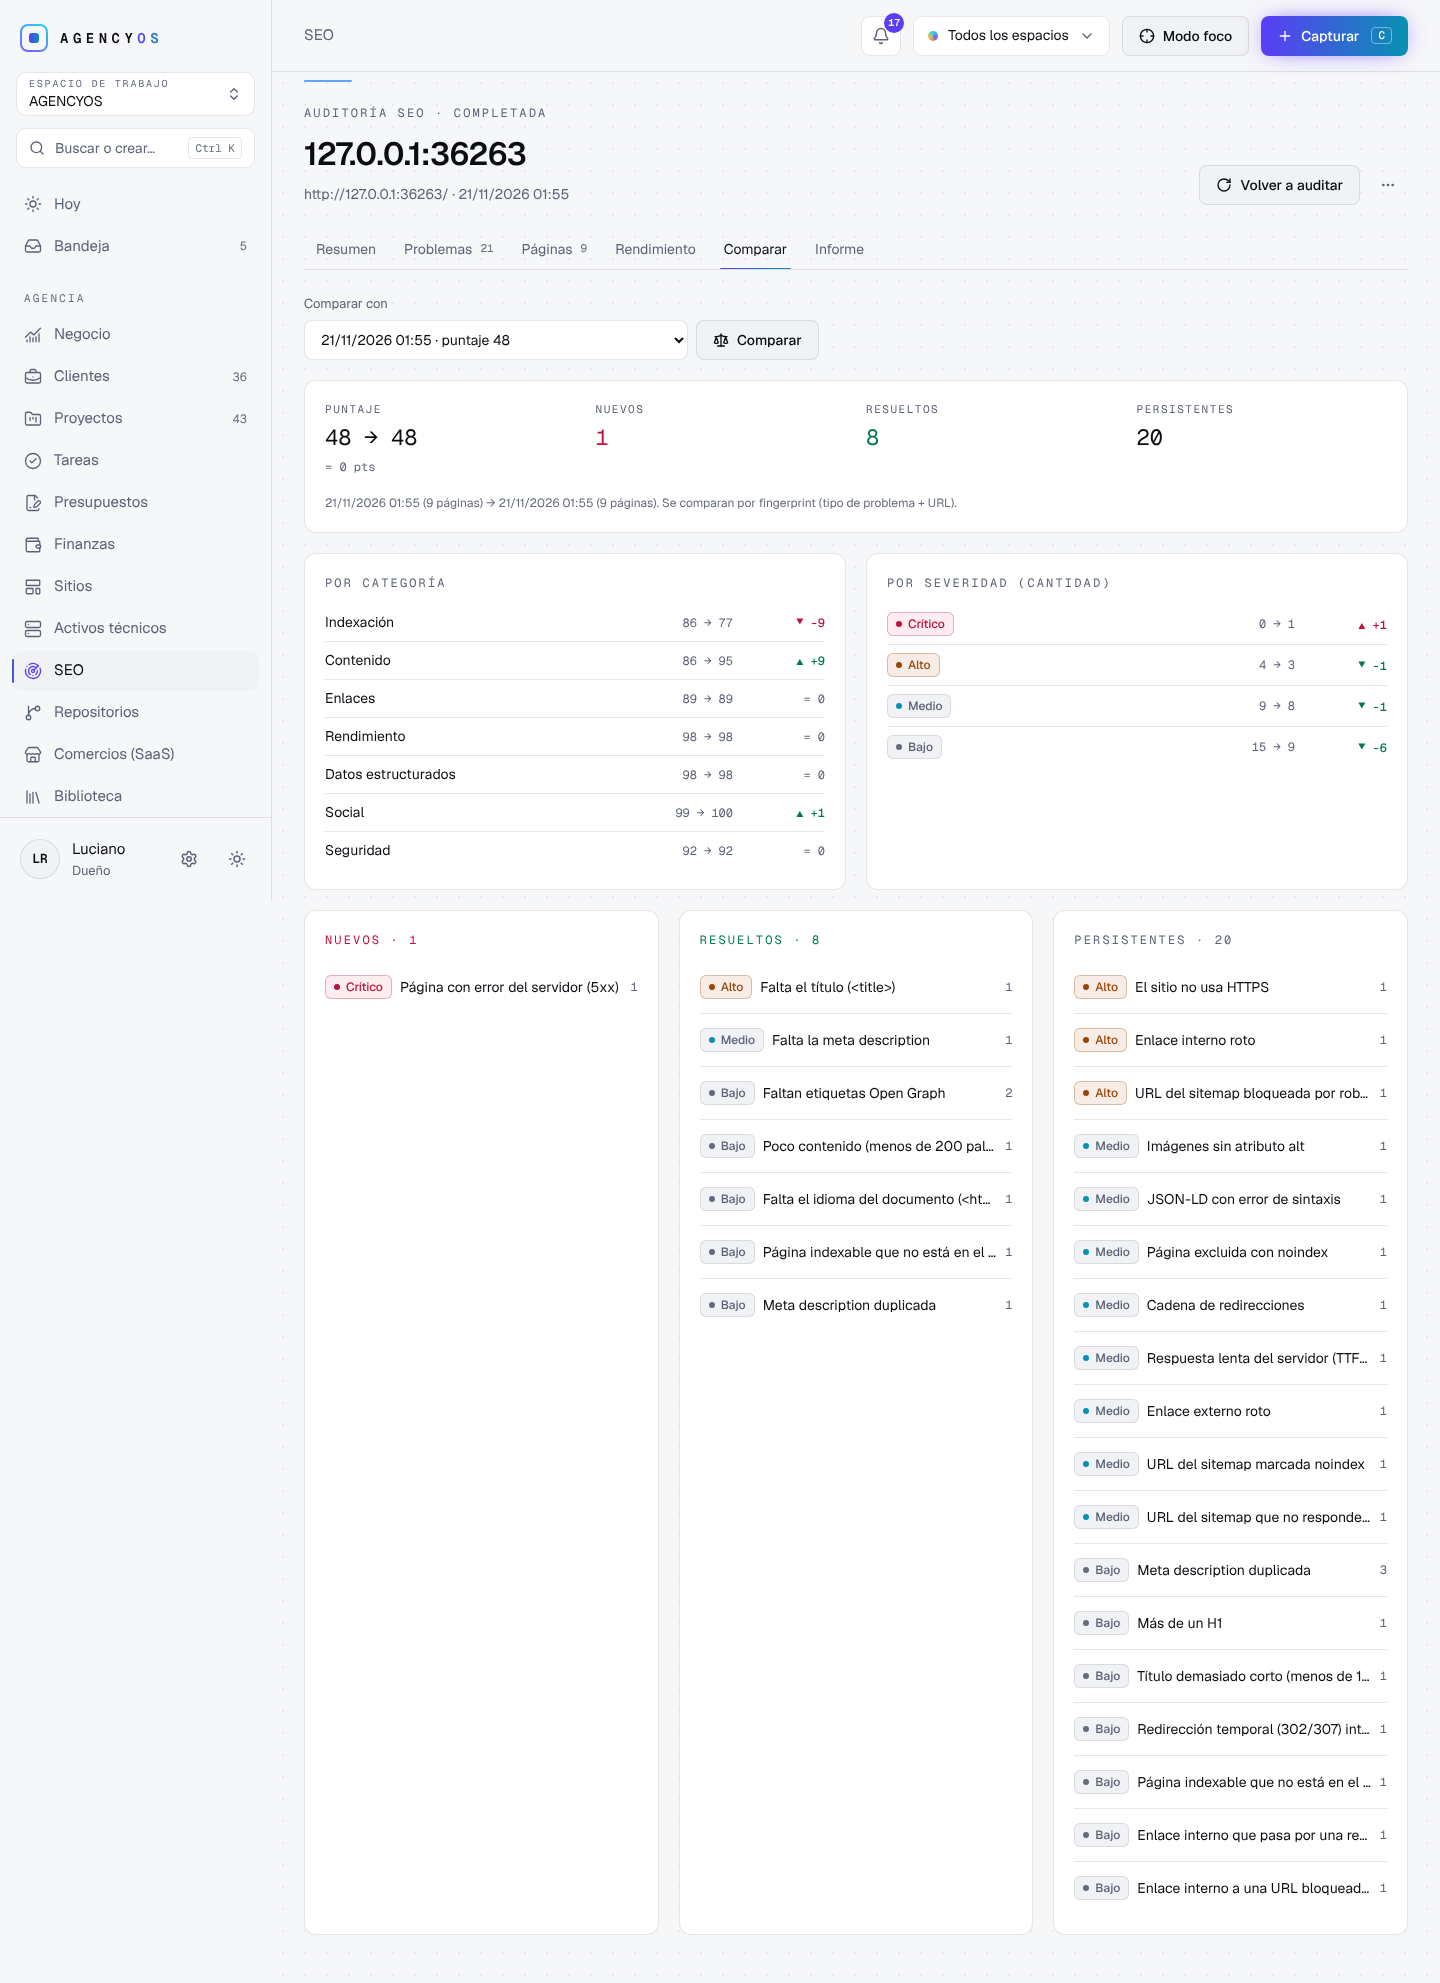 AGENCYOS
ESPACIO DE TRABAJO
AGENCYOS
Buscar o crear...
Ctrl K
Hoy
Bandeja 5
AGENCIA
Negocio
Clientes 36
Proyectos 43
Tareas
Presupuestos
Finanzas
Sitios
Activos técnicos
SEO
Repositorios
Comercios (SaaS)
Biblioteca
LR
Luciano
Dueño
SEO
17
Todos los espacios
Modo foco
Capturar C
AUDITORÍA SEO · COMPLETADA
127.0.0.1:36263
http://127.0.0.1:36263/ · 21/11/2026 01:55
Volver a auditar
Resumen Problemas 21 Páginas 9 Rendimiento Comparar Informe
Comparar con
21/11/2026 01:55 · puntaje 48
Comparar
PUNTAJE
48 → 48
= 0 pts
NUEVOS
1
RESUELTOS
8
PERSISTENTES
20
21/11/2026 01:55 (9 páginas) → 21/11/2026 01:55 (9 páginas). Se comparan por fingerprint (tipo de problema + URL).
POR CATEGORÍA
Indexación 86 → 77 ▼ -9
Contenido 86 → 95 ▲ +9
Enlaces 89 → 89 = 0
Rendimiento 98 → 98 = 0
Datos estructurados 98 → 98 = 0
Social 99 → 100 ▲ +1
Seguridad 92 → 92 = 0
POR SEVERIDAD (CANTIDAD)
Crítico 0 → 1 ▲ +1
Alto 4 → 3 ▼ -1
Medio 9 → 8 ▼ -1
Bajo 15 → 9 ▼ -6
NUEVOS · 1
Crítico Página con error del servidor (5xx) 1
RESUELTOS · 8
Alto Falta el título (<title>) 1
Medio Falta la meta description 1
Bajo Faltan etiquetas Open Graph 2
Bajo Poco contenido (menos de 200 pal... 1
Bajo Falta el idioma del documento (<ht... 1
Bajo Página indexable que no está en el ... 1
Bajo Meta description duplicada 1
PERSISTENTES · 20
Alto El sitio no usa HTTPS 1
Alto Enlace interno roto 1
Alto URL del sitemap bloqueada por rob... 1
Medio Imágenes sin atributo alt 1
Medio JSON-LD con error de sintaxis 1
Medio Página excluida con noindex 1
Medio Cadena de redirecciones 1
Medio Respuesta lenta del servidor (TTF... 1
Medio Enlace externo roto 1
Medio URL del sitemap marcada noindex 1
Medio URL del sitemap que no responde... 1
Bajo Meta description duplicada 3
Bajo Más de un H1 1
Bajo Título demasiado corto (menos de 1... 1
Bajo Redirección temporal (302/307) int... 1
Bajo Página indexable que no está en el ... 1
Bajo Enlace interno que pasa por una re... 1
Bajo Enlace interno a una URL bloquead... 1